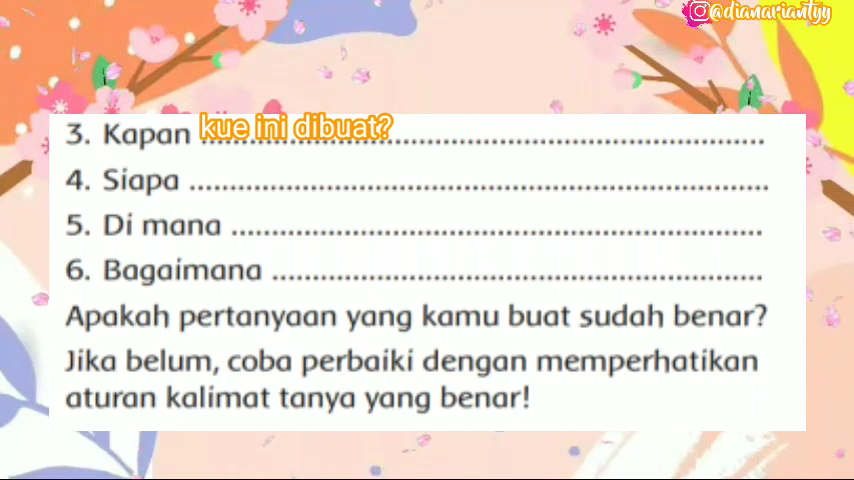 @dianariantyy
3. Kapan kue ini dibuat? ........................................................
4. Siapa ........................................................................
5. Di mana ..................................................................
6. Bagaimana .............................................................
Apakah pertanyaan yang kamu buat sudah benar?
Jika belum, coba perbaiki dengan memperhatikan
aturan kalimat tanya yang benar!